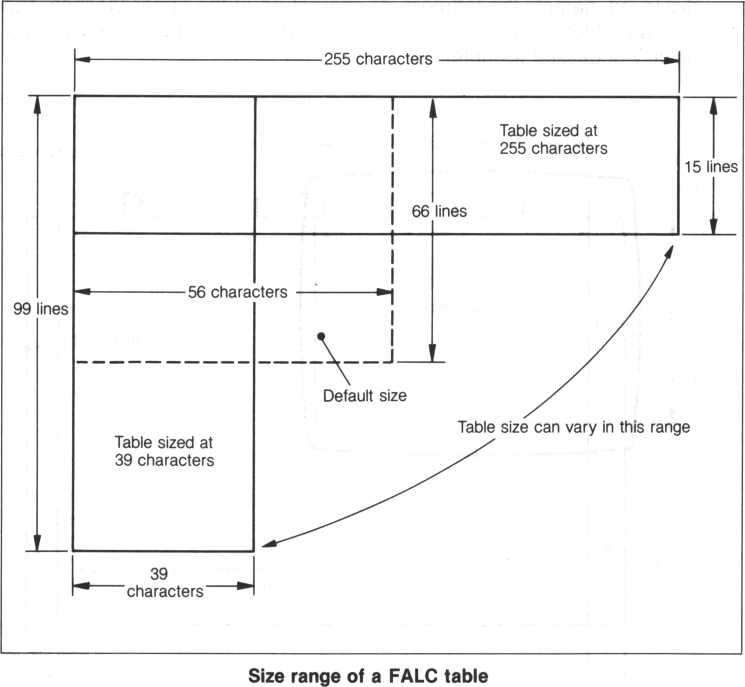 255 characters
Table sized at
255 characters
15 lines
66 lines
56 characters
99 lines
Default size
Table size can vary in this range
Table sized at
39 characters
39
characters
Size range of a FALC table